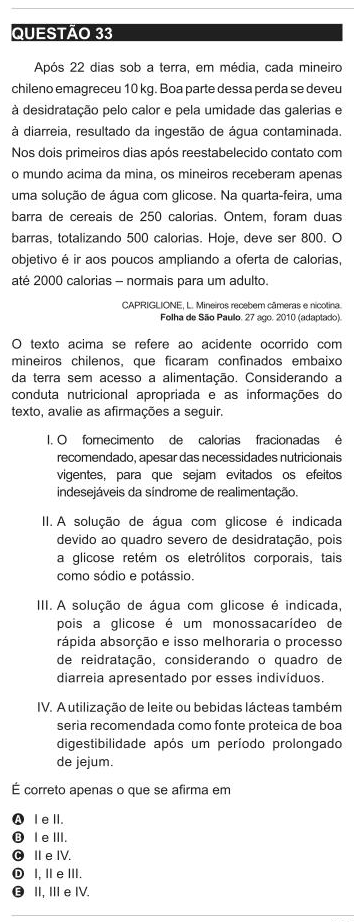 QUESTÃO 33
Após 22 dias sob a terra, em média, cada mineiro
chileno emagreceu 10 kg. Boa parte dessa perda se deveu
à desidratação pelo calor e pela umidade das galerias e
à diarreia, resultado da ingestão de água contaminada.
Nos dois primeiros dias após reestabelecido contato com
o mundo acima da mina, os mineiros receberam apenas
uma solução de água com glicose. Na quarta-feira, uma
barra de cereais de 250 calorias. Ontem, foram duas
barras, totalizando 500 calorias. Hoje, deve ser 800. O
objetivo é ir aos poucos ampliando a oferta de calorias,
até 2000 calorias – normais para um adulto.
CAPRIGLIONE, L. Mineiros recebem câmeras e nicotina.
Folha de São Paulo. 27 ago. 2010 (adaptado).
O texto acima se refere ao acidente ocorrido com
mineiros chilenos, que ficaram confinados embaixo
da terra sem acesso a alimentação. Considerando a
conduta nutricional apropriada e as informações do
texto, avalie as afirmações a seguir.
I. O fornecimento de calorias fracionadas é
recomendado, apesar das necessidades nutricionais
vigentes, para que sejam evitados os efeitos
indesejáveis da síndrome de realimentação.
II. A solução de água com glicose é indicada
devido ao quadro severo de desidratação, pois
a glicose retém os eletrólitos corporais, tais
como sódio e potássio.
III. A solução de água com glicose é indicada,
pois a glicose é um monossacarídeo de
rápida absorção e isso melhoraria o processo
de reidratação, considerando o quadro de
diarreia apresentado por esses indivíduos.
IV. A utilização de leite ou bebidas lácteas também
seria recomendada como fonte proteica de boa
digestibilidade após um período prolongado
de jejum.
É correto apenas o que se afirma em
A I e II.
B I e III.
C II e IV.
D I, II e III.
E II, III e IV.